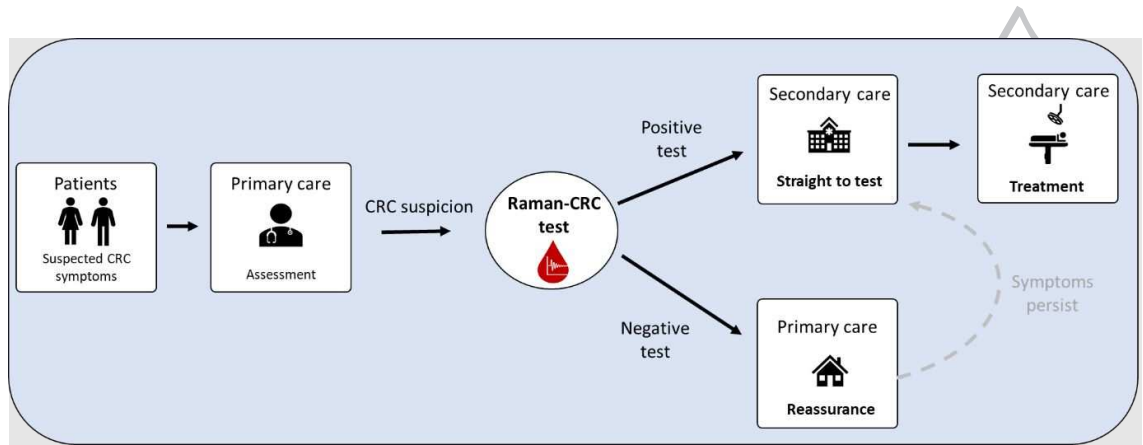 Patients
Suspected CRC
symptoms
Primary care
Assessment
CRC suspicion
Raman-CRC
test
Positive
test
Secondary care
Straight to test
Secondary care
Treatment
Negative
test
Primary care
Reassurance
Symptoms
persist